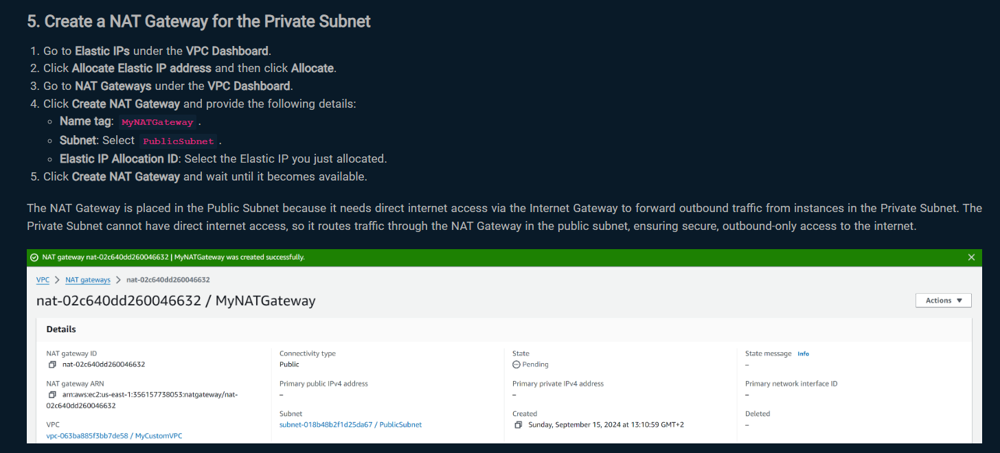 5. Create a NAT Gateway for the Private Subnet
1. Go to Elastic IPs under the VPC Dashboard.
2. Click Allocate Elastic IP address and then click Allocate.
3. Go to NAT Gateways under the VPC Dashboard.
4. Click Create NAT Gateway and provide the following details:
Name tag: MyNATGateway .
Subnet: Select PublicSubnet .
Elastic IP Allocation ID: Select the Elastic IP you just allocated.
5. Click Create NAT Gateway and wait until it becomes available.
The NAT Gateway is placed in the Public Subnet because it needs direct internet access via the Internet Gateway to forward outbound traffic from instances in the Private Subnet. The
Private Subnet cannot have direct internet access, so it routes traffic through the NAT Gateway in the public subnet, ensuring secure, outbound-only access to the internet.
NAT gateway nat-02c640dd260046632 | MyNATGateway was created successfully.
VPC > NAT gateways > nat-02c640dd260046632
nat-02c640dd260046632 / MyNATGateway
Actions
Details
NAT gateway ID
nat-02c640dd260046632
Connectivity type
Public
State
Pending
State message Info
–
NAT gateway ARN
arn:aws:ec2:us-east-1:356157738053:natgateway/nat-
02c640dd260046632
Primary public IPv4 address
–
Primary private IPv4 address
–
Primary network interface ID
–
VPC
vpc-063ba885f3bb7de58 / MyCustomVPC
Subnet
subnet-018b48b2f1d25da67 / PublicSubnet
Created
Sunday, September 15, 2024 at 13:10:59 GMT+2
Deleted
–